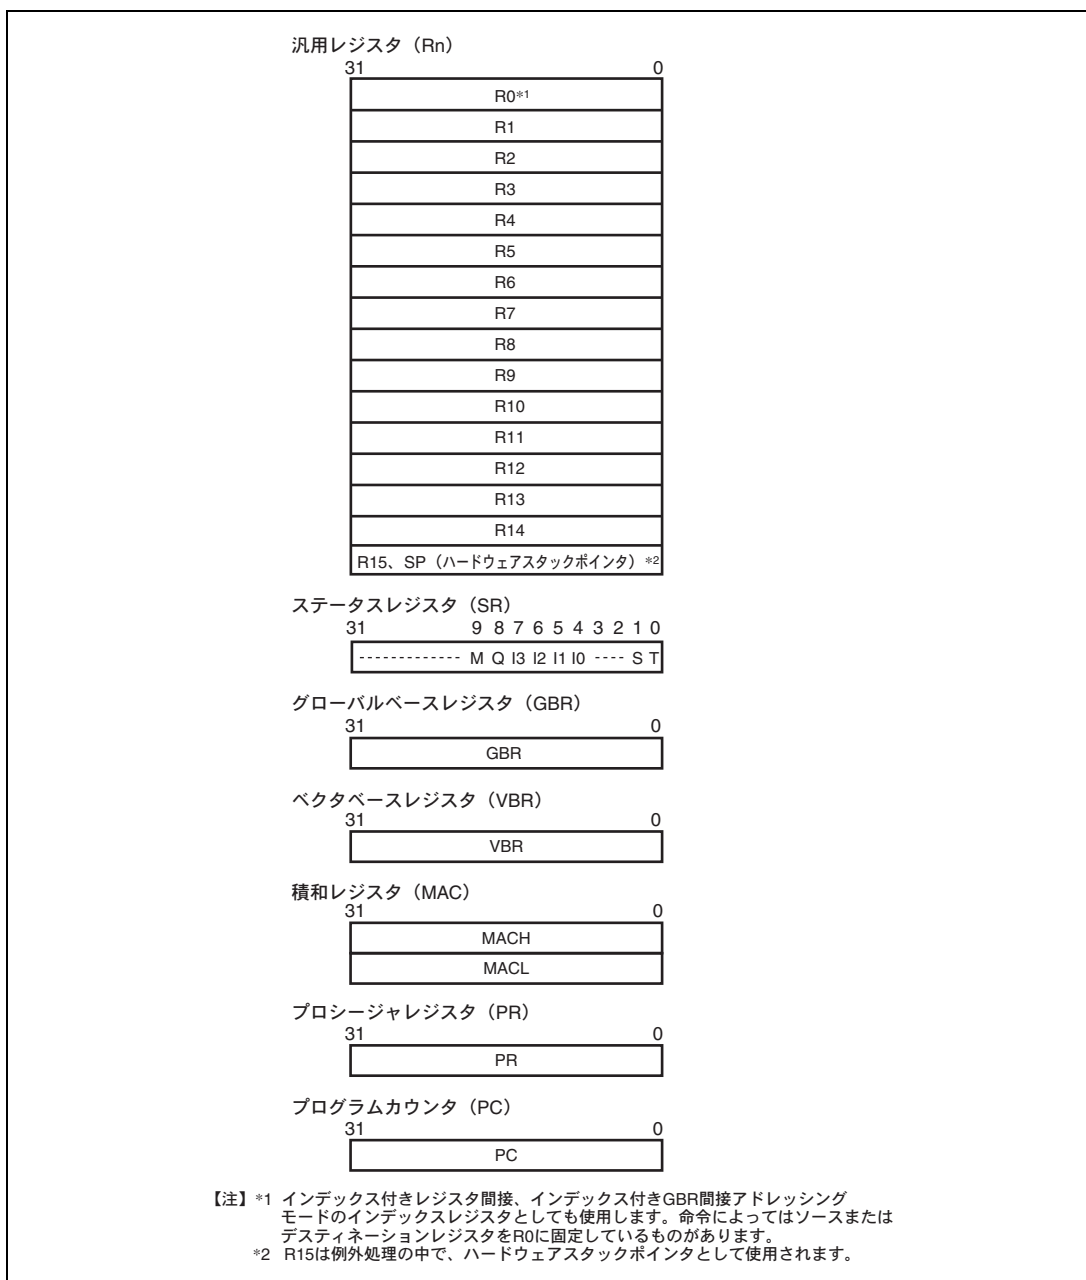 汎用レジスタ（Rn）
31 0
R0*1
R1
R2
R3
R4
R5
R6
R7
R8
R9
R10
R11
R12
R13
R14
R15、SP（ハードウェアスタックポインタ）*2
ステータスレジスタ（SR）
31 9 8 7 6 5 4 3 2 1 0
------------- M Q I3 I2 I1 I0 ---- S T
グローバルベースレジスタ（GBR）
31 0
GBR
ベクタベースレジスタ（VBR）
31 0
VBR
積和レジスタ（MAC）
31 0
MACH
MACL
プロシージャレジスタ（PR）
31 0
PR
プログラムカウンタ（PC）
31 0
PC
【注】*1 インデックス付きレジスタ間接、インデックス付きGBR間接アドレッシング
モードのインデックスレジスタとしても使用します。命令によってはソースまたは
デスティネーションレジスタをR0に固定しているものがあります。
*2 R15は例外処理の中で、ハードウェアスタックポインタとして使用されます。